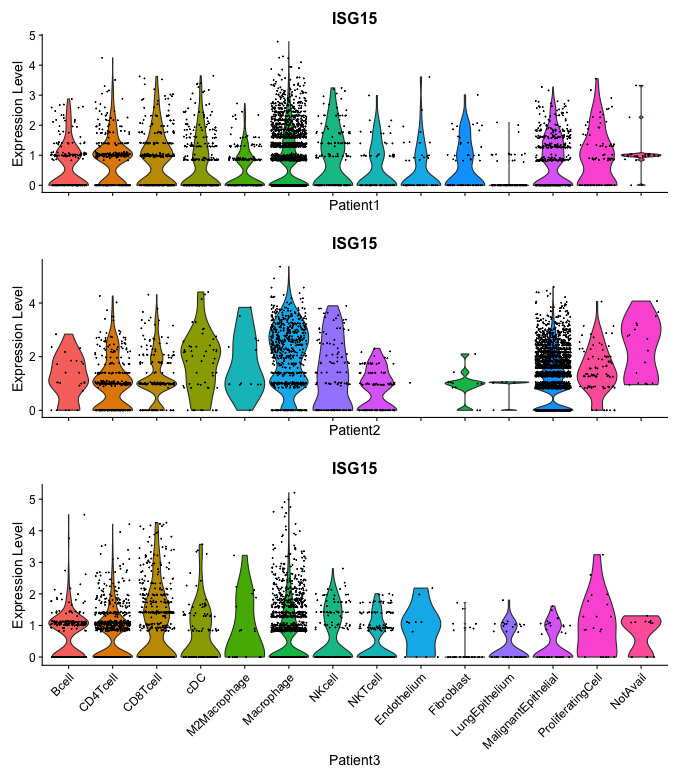 ISG15
Expression Level
5
4
3
2
1
0
Patient1
ISG15
Expression Level
4
2
0
Patient2
ISG15
Expression Level
5
4
3
2
1
0
Bcell
CD4Tcell
CD8Tcell
cDC
M2Macrophage
Macrophage
NKcell
NKTcell
Endothelium
Fibroblast
LungEpithelium
MalignantEpithelial
ProliferatingCell
NotAvail
Patient3